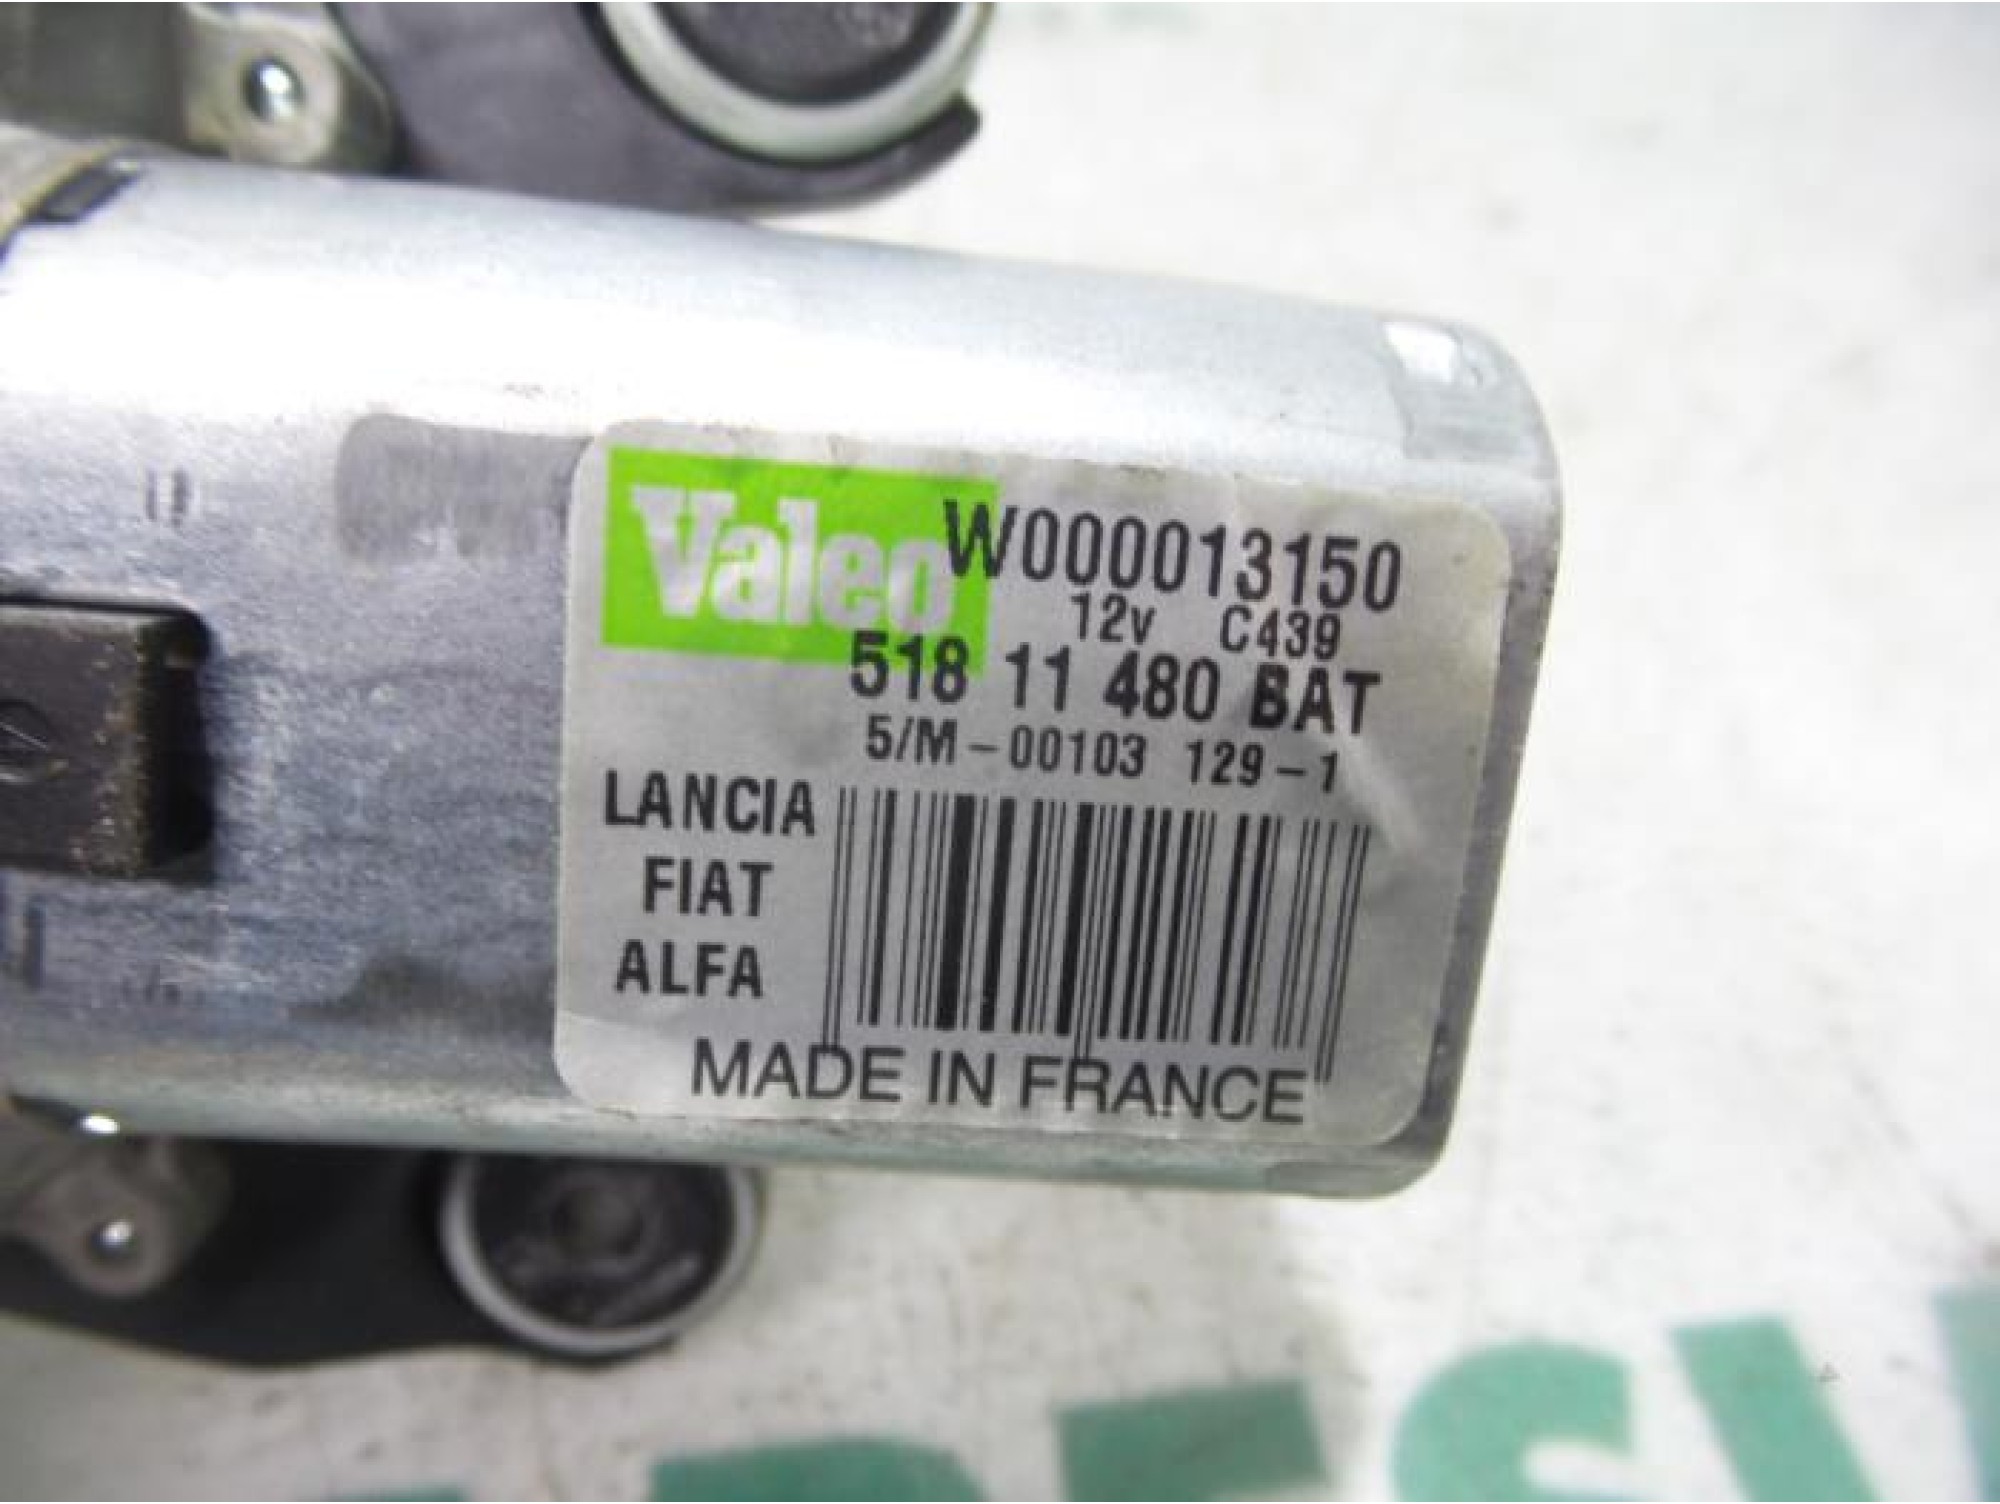 Valeo W000013150
12v C439
518 11 480 BAT
5/M-00103 129-1
LANCIA
FIAT
ALFA
MADE IN FRANCE